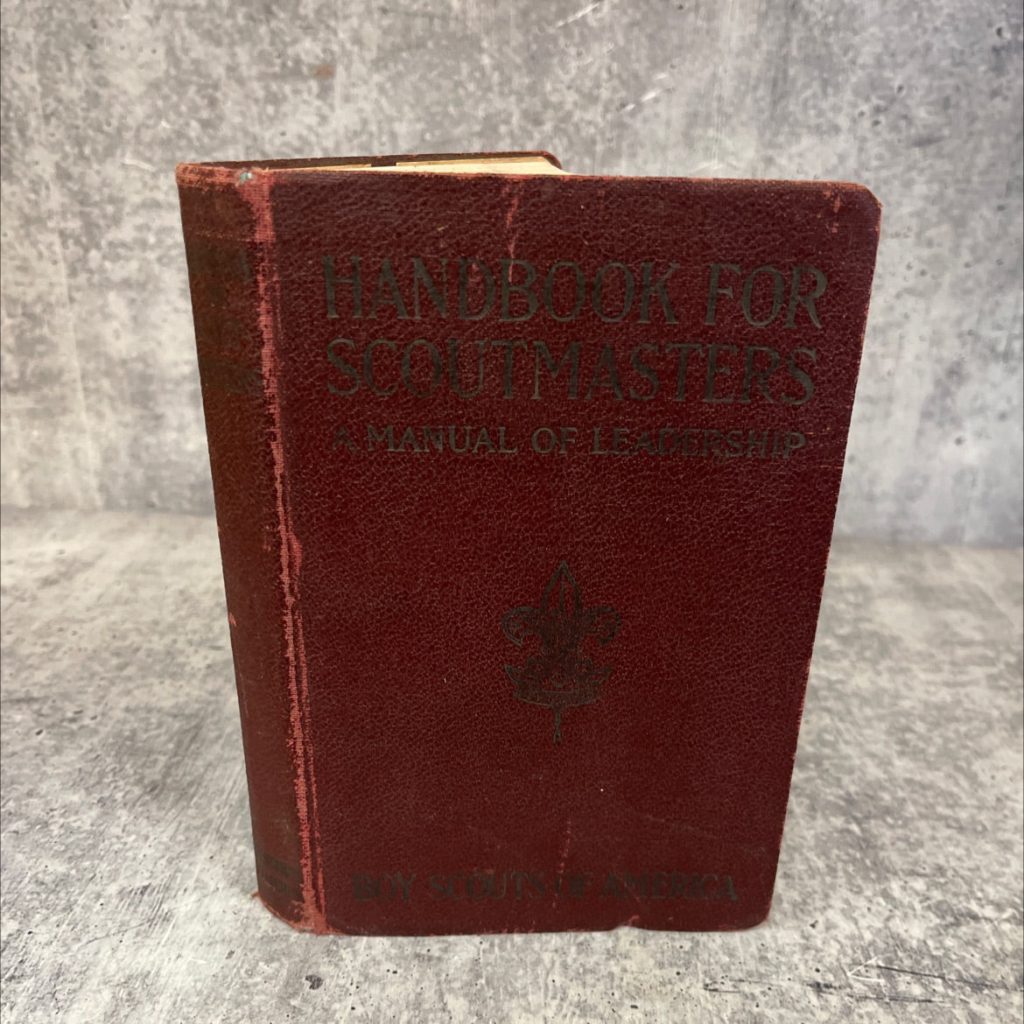 HANDBOOK FOR
SCOUTMASTERS
A MANUAL OF LEADERSHIP
BOY SCOUTS OF AMERICA